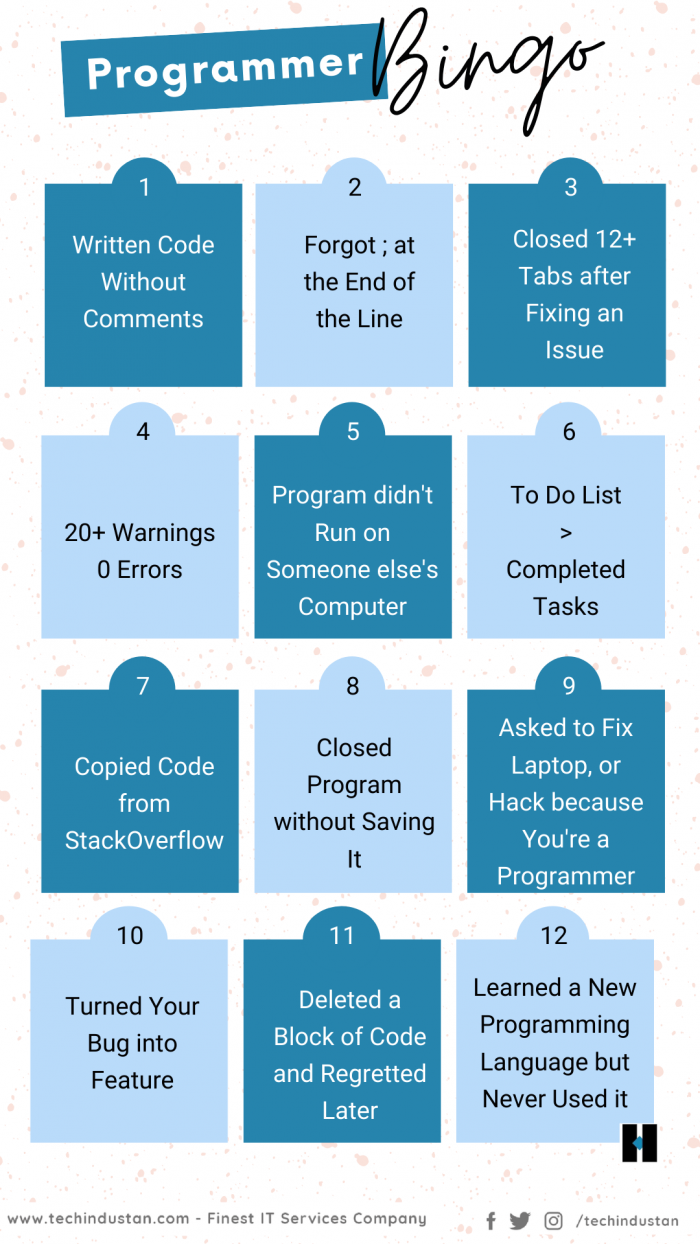 Programmer Bingo
1
Written Code
Without
Comments
2
Forgot ; at
the End of
the Line
3
Closed 12+
Tabs after
Fixing an
Issue
4
20+ Warnings
0 Errors
5
Program didn't
Run on
Someone else's
Computer
6
To Do List
>
Completed
Tasks
7
Copied Code
from
StackOverflow
8
Closed
Program
without Saving
It
9
Asked to Fix
Laptop, or
Hack because
You're a
Programmer
10
Turned Your
Bug into
Feature
11
Deleted a
Block of Code
and Regretted
Later
12
Learned a New
Programming
Language but
Never Used it
www.techindustan.com - Finest IT Services Company
/techindustan